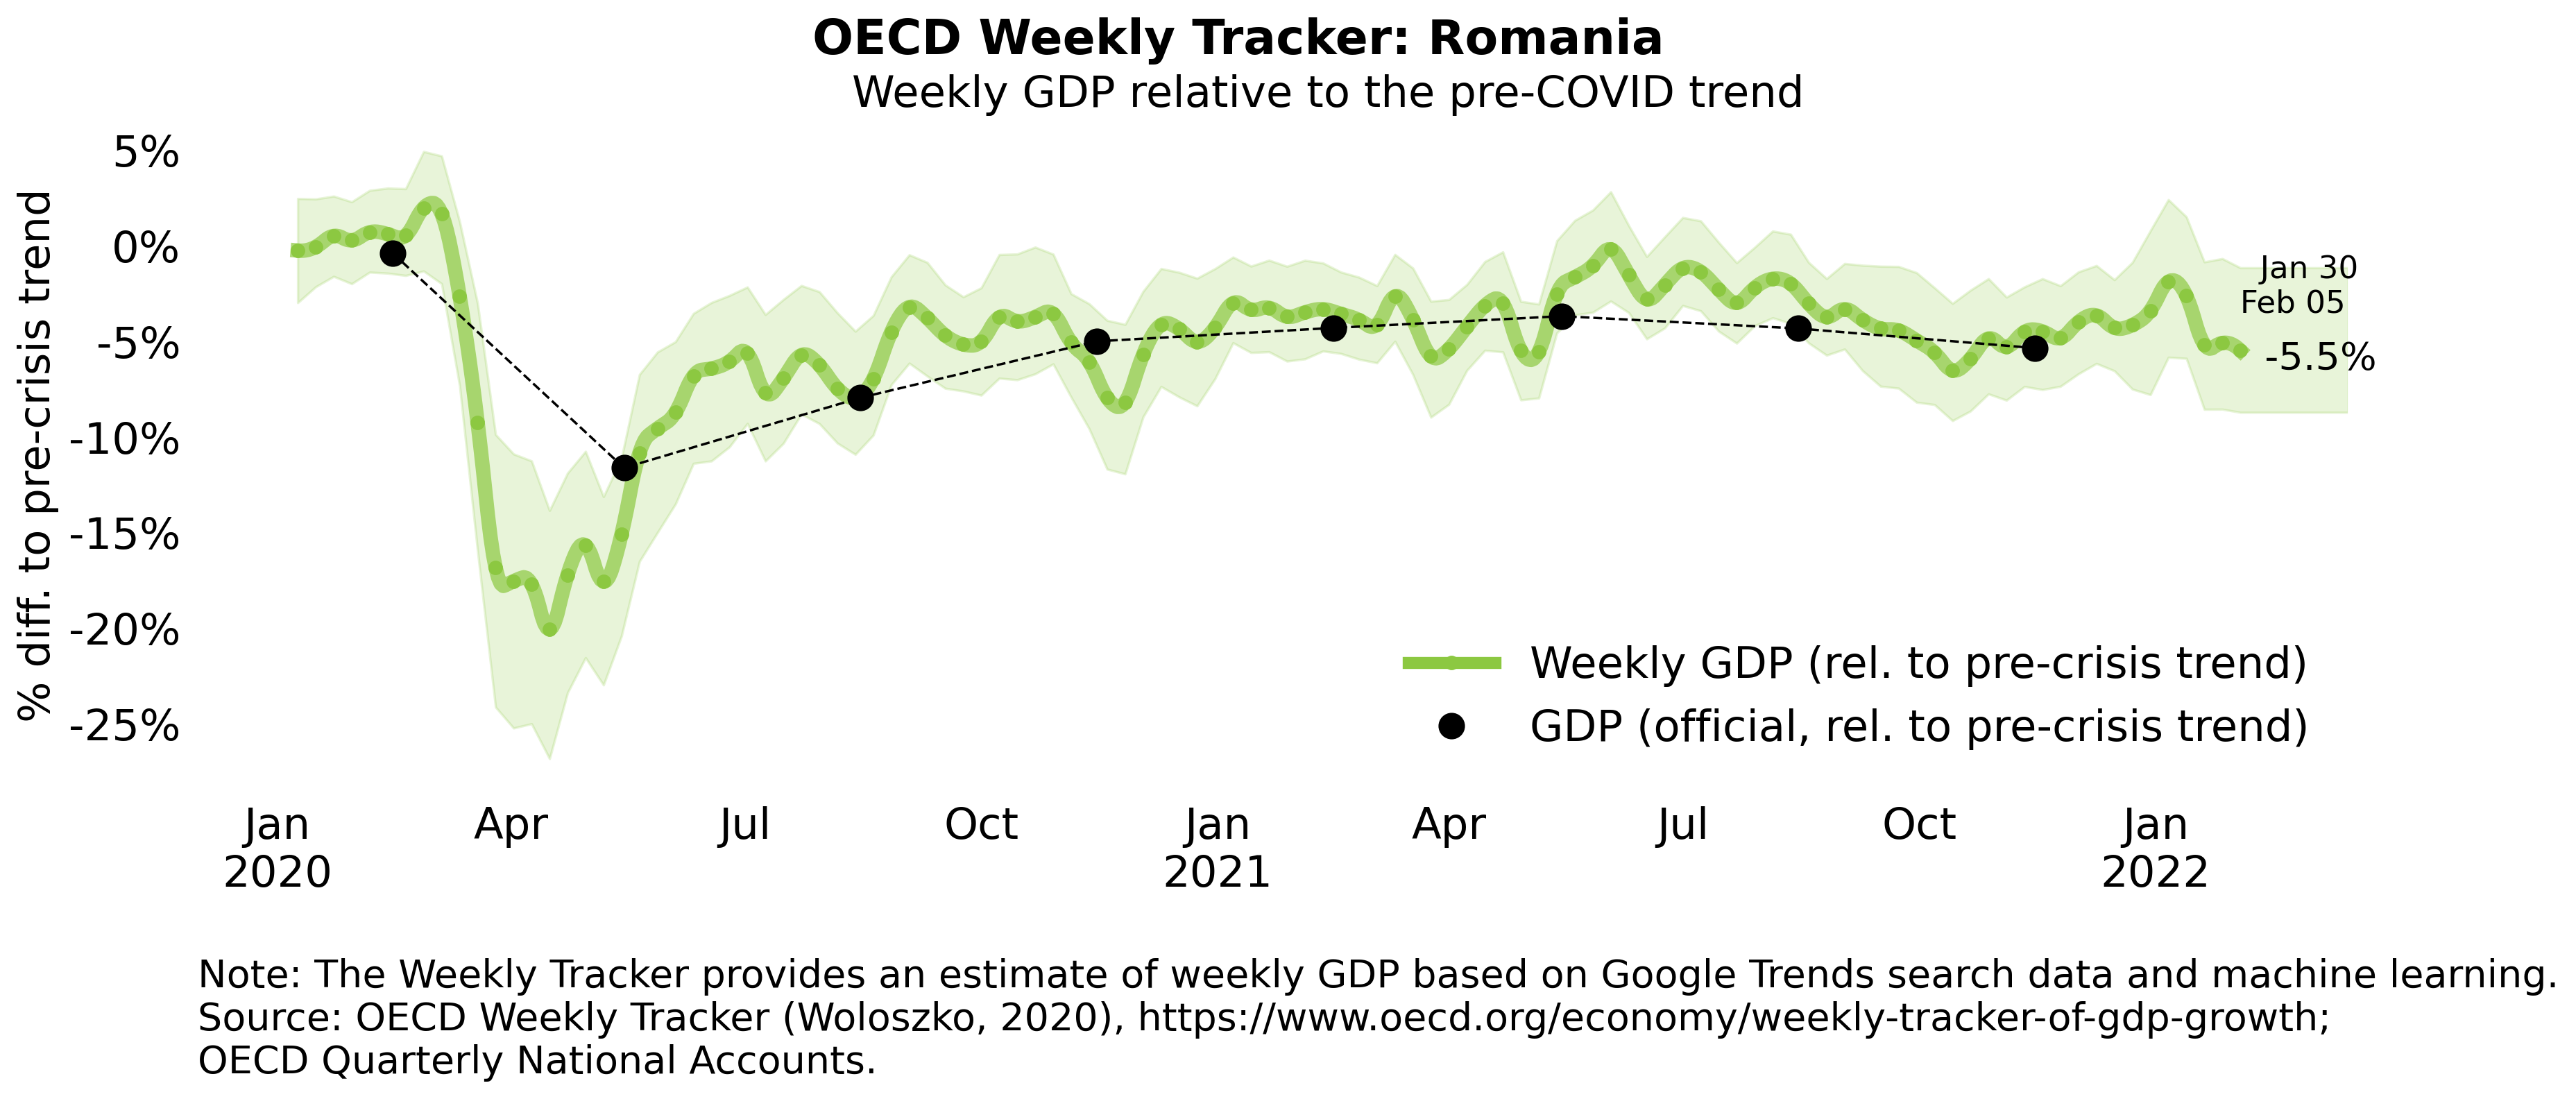 OECD Weekly Tracker: Romania
Weekly GDP relative to the pre-COVID trend
% diff. to pre-crisis trend
5%
0%
-5%
-10%
-15%
-20%
-25%
Jan 30
Feb 05
-5.5%
Weekly GDP (rel. to pre-crisis trend)
GDP (official, rel. to pre-crisis trend)
Jan Apr Jul Oct Jan Apr Jul Oct Jan
2020 2021 2022
Note: The Weekly Tracker provides an estimate of weekly GDP based on Google Trends search data and machine learning.
Source: OECD Weekly Tracker (Woloszko, 2020), https://www.oecd.org/economy/weekly-tracker-of-gdp-growth;
OECD Quarterly National Accounts.